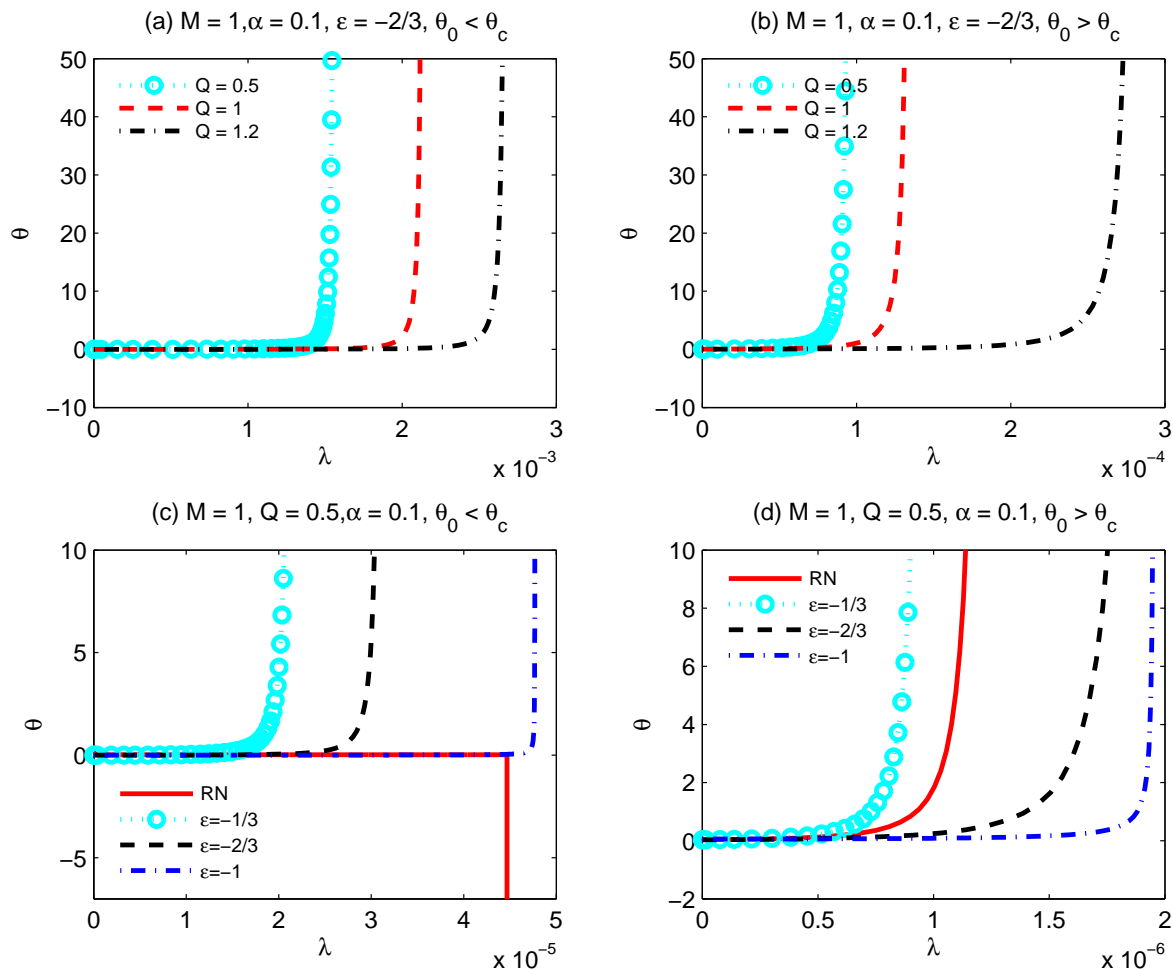 (a) M = 1,α = 0.1, ε = −2/3, θ0 < θc
50
40
30
20
10
0
−10
θ
Q = 0.5
Q = 1
Q = 1.2
0 1 2 3
λ
x 10−3
(b) M = 1, α = 0.1, ε = −2/3, θ0 > θc
50
40
30
20
10
0
−10
θ
Q = 0.5
Q = 1
Q = 1.2
0 1 2 3
λ
x 10−4
(c) M = 1, Q = 0.5,α = 0.1, θ0 < θc
10
5
0
−5
θ
RN
ε=−1/3
ε=−2/3
ε=−1
0 1 2 3 4 5
λ
x 10−5
(d) M = 1, Q = 0.5, α = 0.1, θ0 > θc
10
8
6
4
2
0
−2
θ
RN
ε=−1/3
ε=−2/3
ε=−1
0 0.5 1 1.5 2
λ
x 10−6